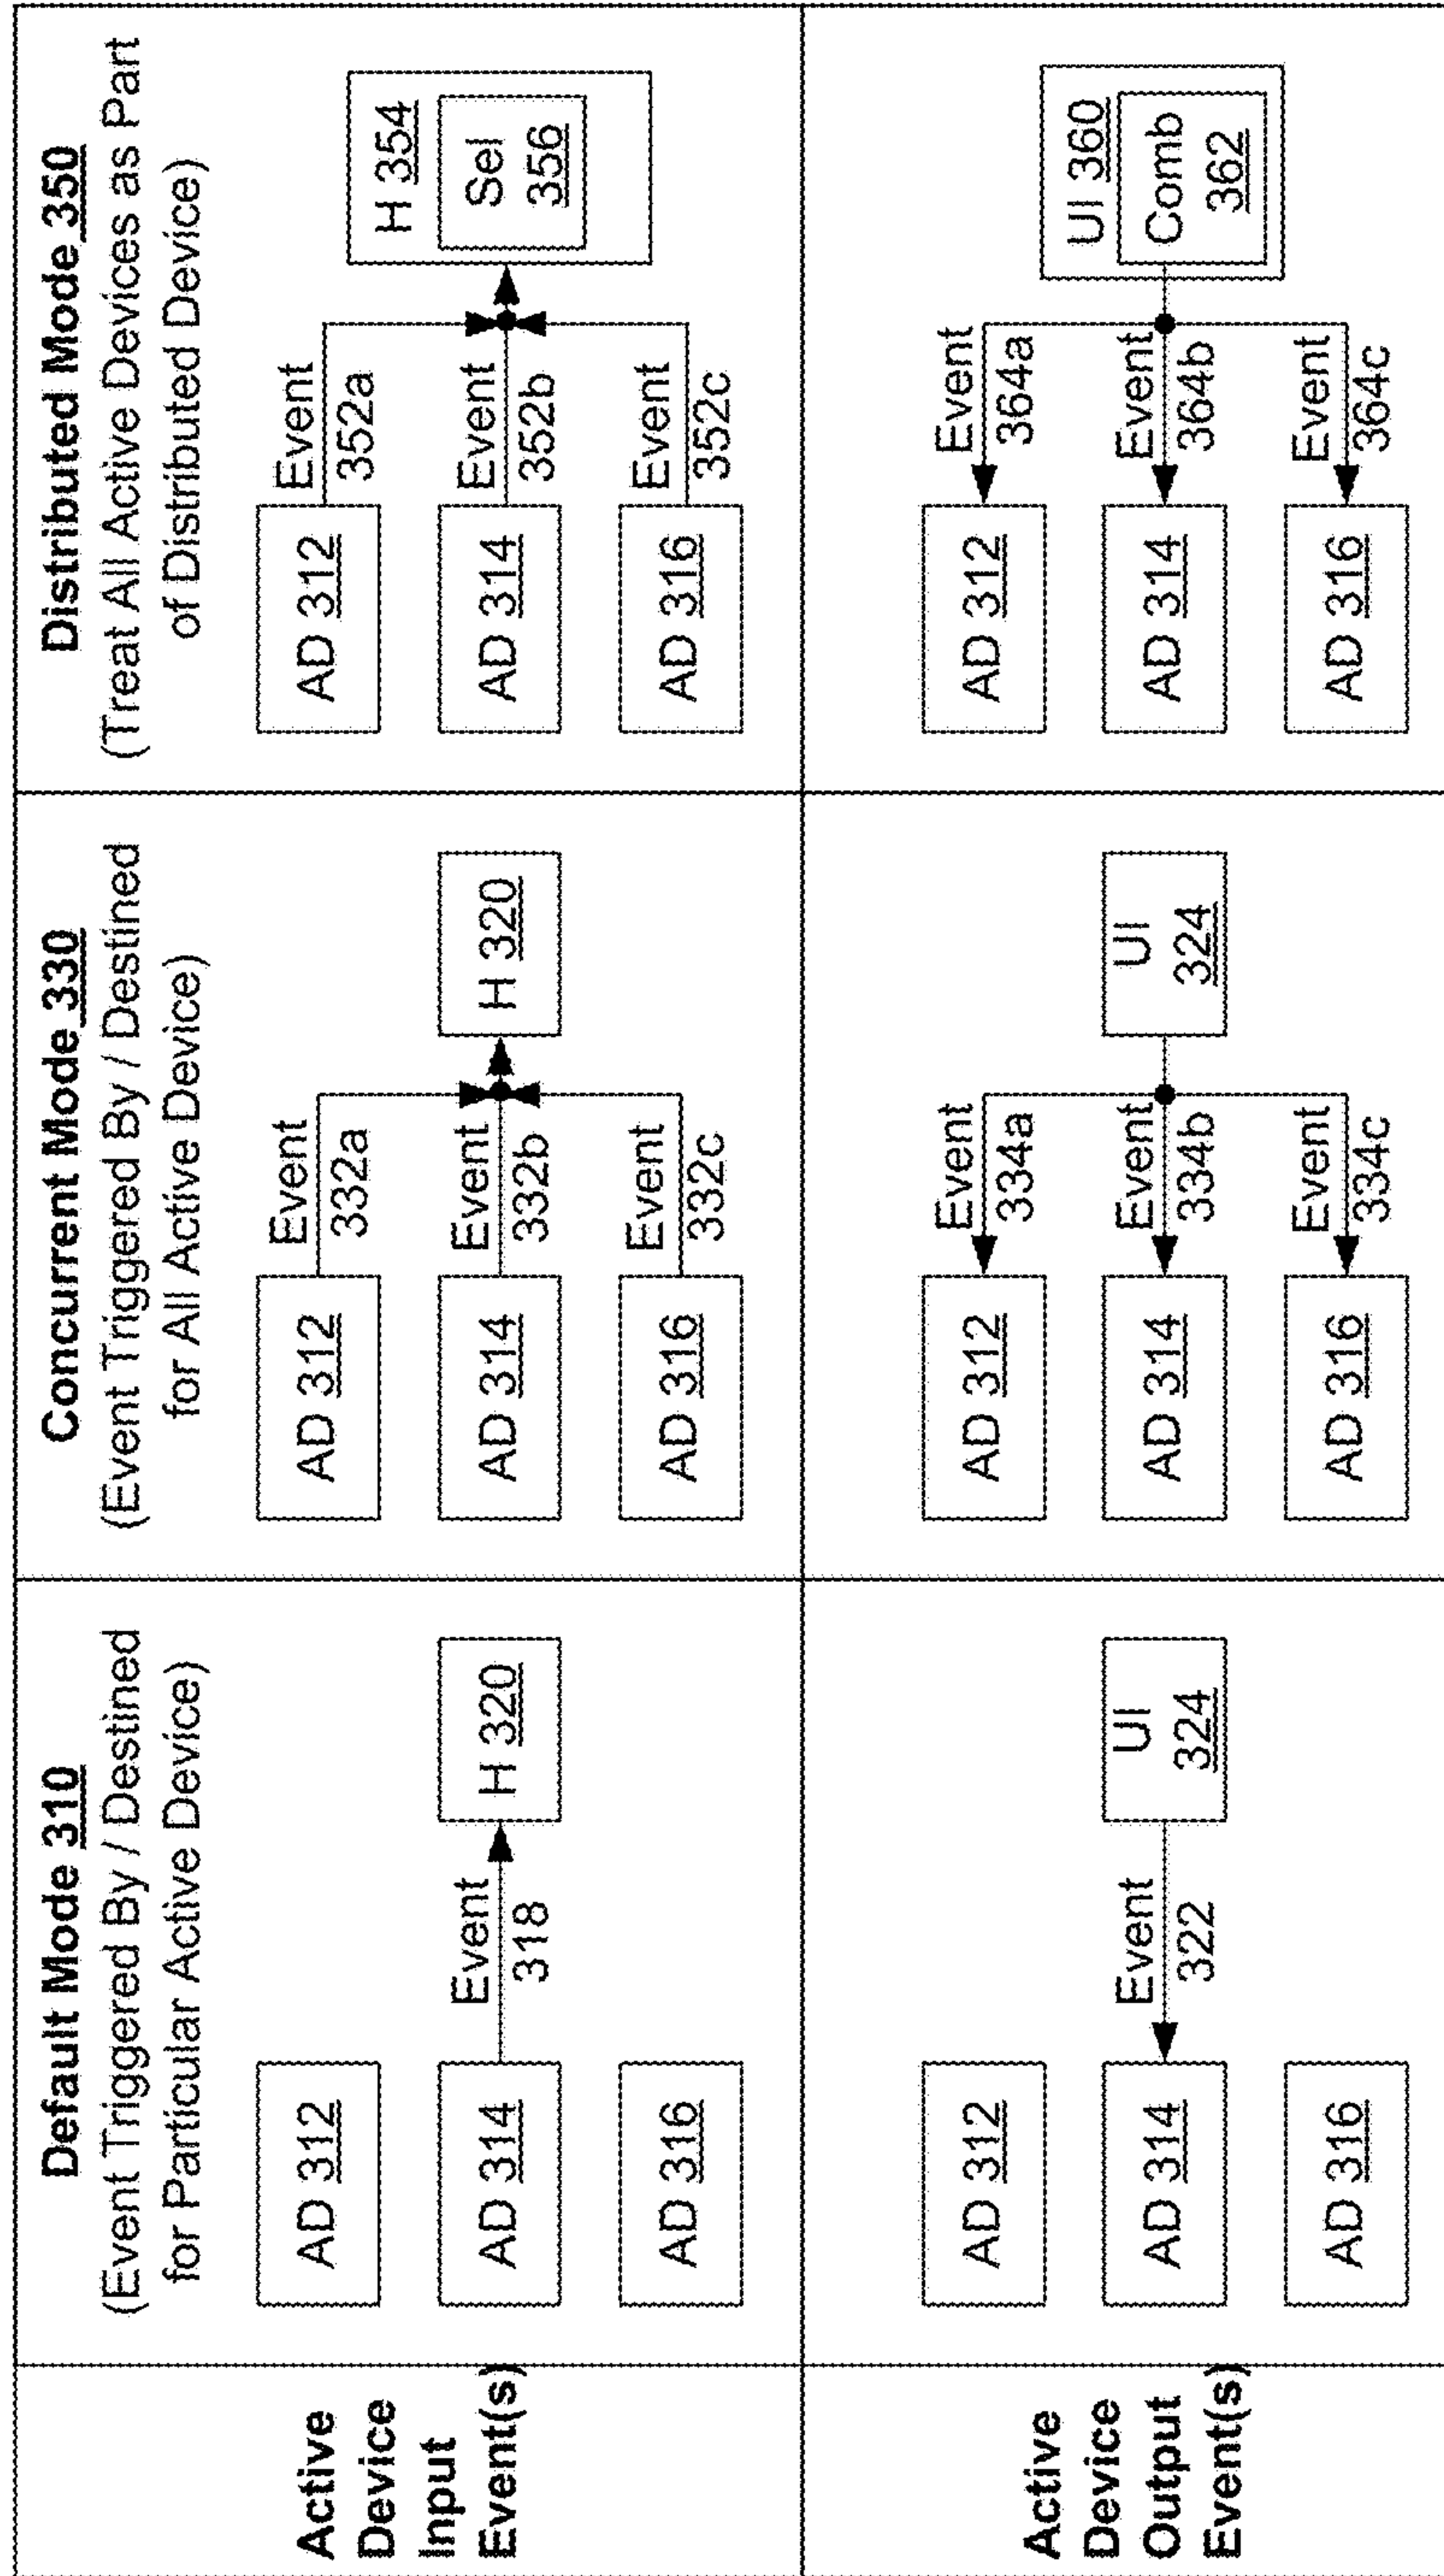 Default Mode 310
(Event Triggered By / Destined
for Particular Active Device)
Concurrent Mode 330
(Event Triggered By / Destined
for All Active Device)
Distributed Mode 350
(Treat All Active Devices as Part
of Distributed Device)
Active
Device
Input
Event(s)
AD 312
AD 314
AD 316
Event
318
H 320
AD 312
AD 314
AD 316
Event
332a
Event
332b
Event
332c
H 320
AD 312
AD 314
AD 316
Event
352a
Event
352b
Event
352c
H 354
Sel
356
Active
Device
Output
Event(s)
AD 312
AD 314
AD 316
Event
322
UI
324
AD 312
AD 314
AD 316
Event
334a
Event
334b
Event
334c
UI
324
AD 312
AD 314
AD 316
Event
364a
Event
364b
Event
364c
UI 360
Comb
362